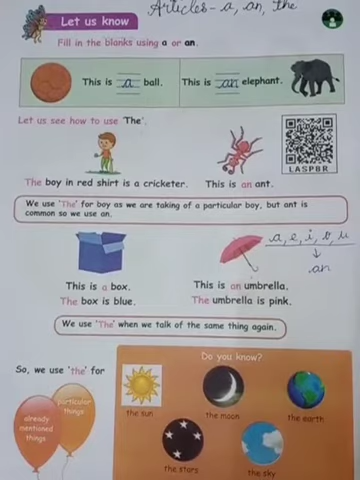 Articles - a, an, the
Let us know
Fill in the blanks using a or an.
This is a ball.
This is an elephant.
Let us see how to use 'The'.
LASPBR
The boy in red shirt is a cricketer.
This is an ant.
We use 'The' for boy as we are taking of a particular boy, but ant is
common so we use an.
a, e, i, o, u
↓
an
This is a box.
The box is blue.
This is an umbrella.
The umbrella is pink.
We use 'The' when we talk of the same thing again.
So, we use 'the' for
already
mentioned
things
particular
things
Do you know?
the sun
the moon
the earth
the stars
the sky